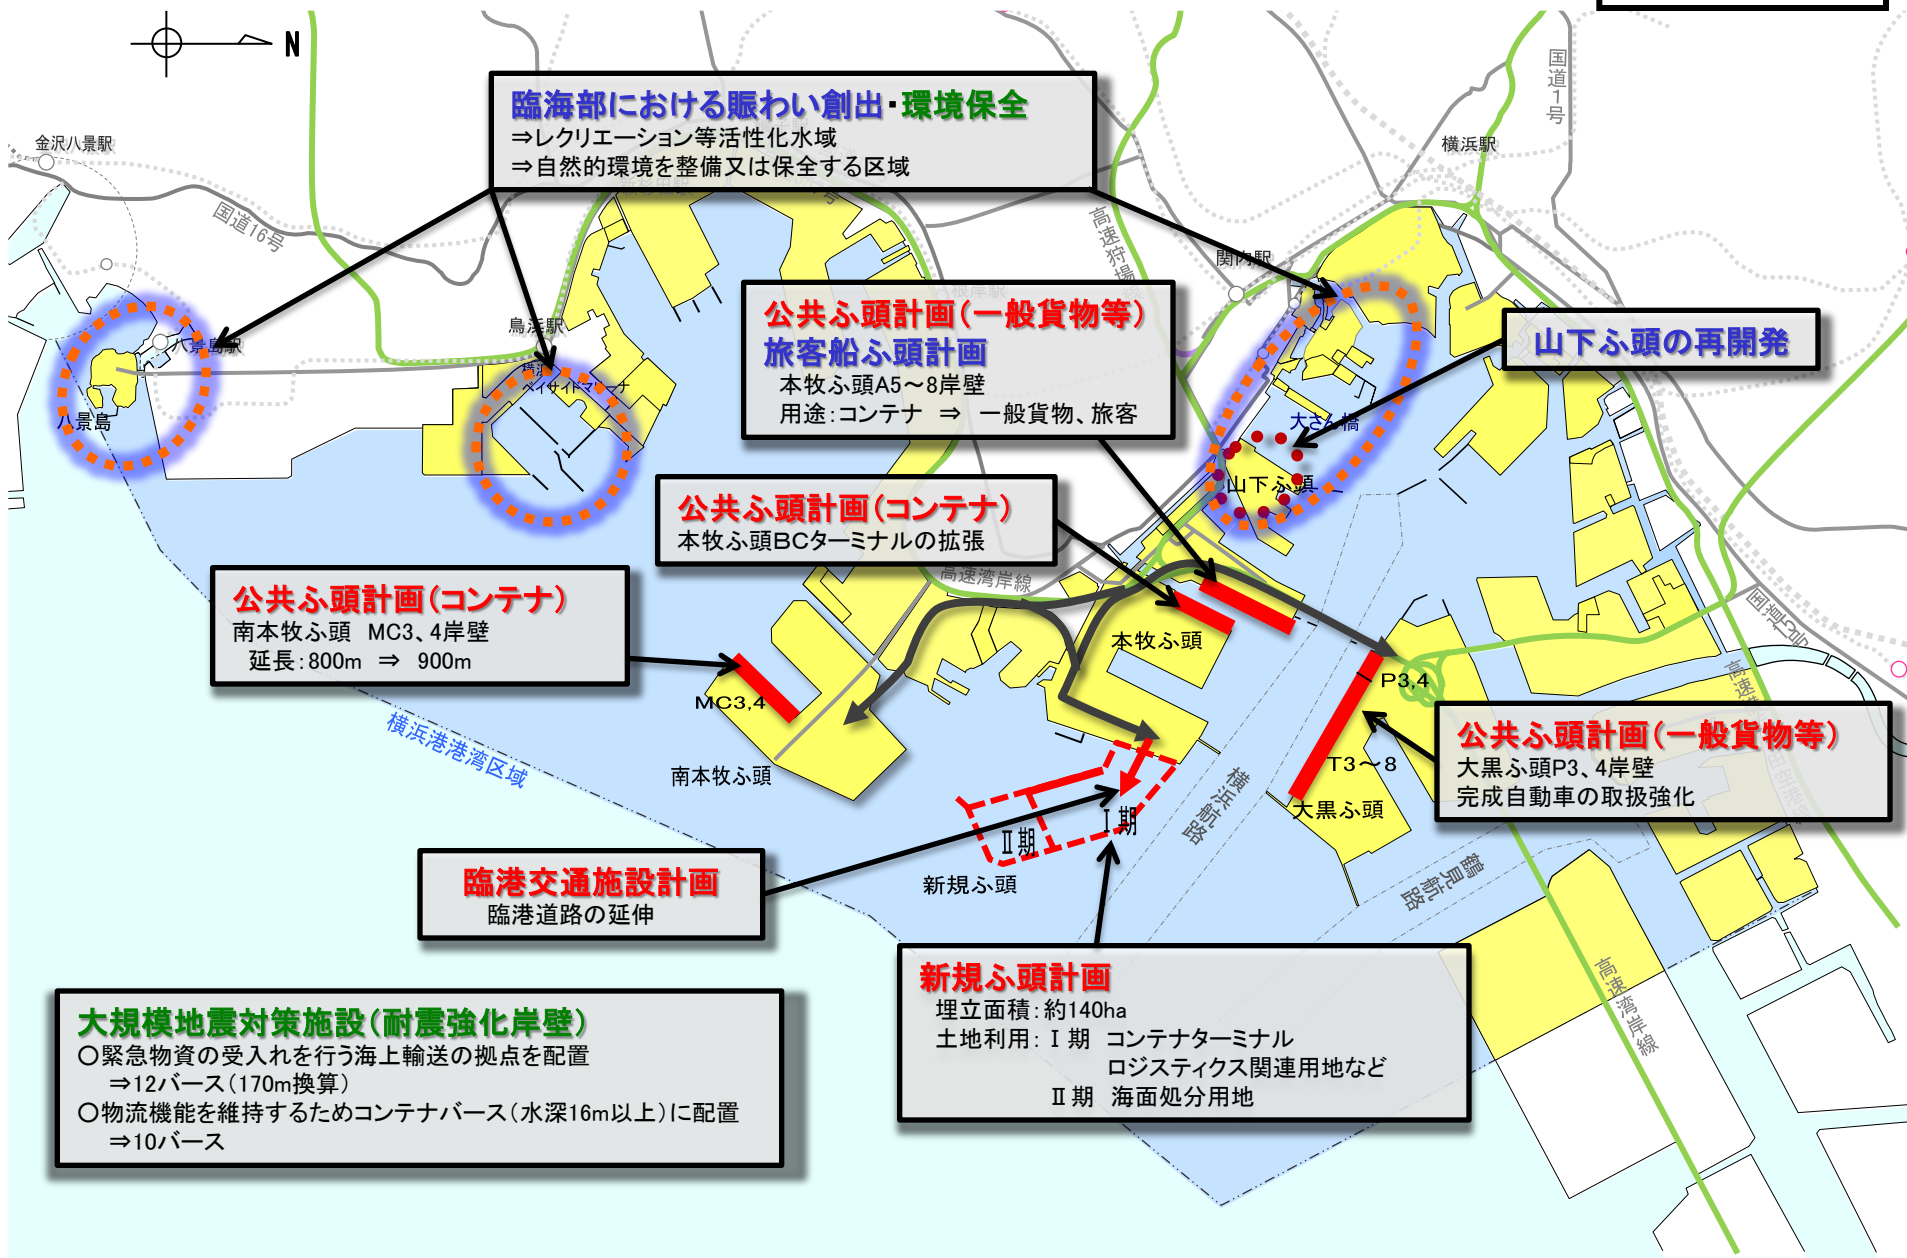 N
国道1号
横浜駅
金沢八景駅
臨海部における賑わい創出・環境保全
⇒レクリエーション等活性化水域
⇒自然的環境を整備又は保全する区域
国道16号
高速狩場
関内駅
公共ふ頭計画(一般貨物等)
旅客船ふ頭計画
本牧ふ頭A5~8岸壁
用途:コンテナ ⇒ 一般貨物、旅客
山下ふ頭の再開発
鳥浜駅
八景島駅
横浜
ベイサイドマリーナ
八景島
大さん橋
山下ふ頭
公共ふ頭計画(コンテナ)
本牧ふ頭BCターミナルの拡張
高速湾岸線
公共ふ頭計画(コンテナ)
南本牧ふ頭 MC3、4岸壁
延長:800m ⇒ 900m
本牧ふ頭
国道15号
P3,4
MC3,4
公共ふ頭計画(一般貨物等)
大黒ふ頭P3、4岸壁
完成自動車の取扱強化
横浜港港湾区域
南本牧ふ頭
T3~8
横浜航路
大黒ふ頭
Ⅰ期
Ⅱ期
新規ふ頭
鶴見航路
臨港交通施設計画
臨港道路の延伸
新規ふ頭計画
埋立面積:約140ha
土地利用:Ⅰ期 コンテナターミナル
ロジスティクス関連用地など
Ⅱ期 海面処分用地
高速湾岸線
大規模地震対策施設(耐震強化岸壁)
○緊急物資の受入れを行う海上輸送の拠点を配置
⇒12バース(170m換算)
○物流機能を維持するためコンテナバース(水深16m以上)に配置
⇒10バース